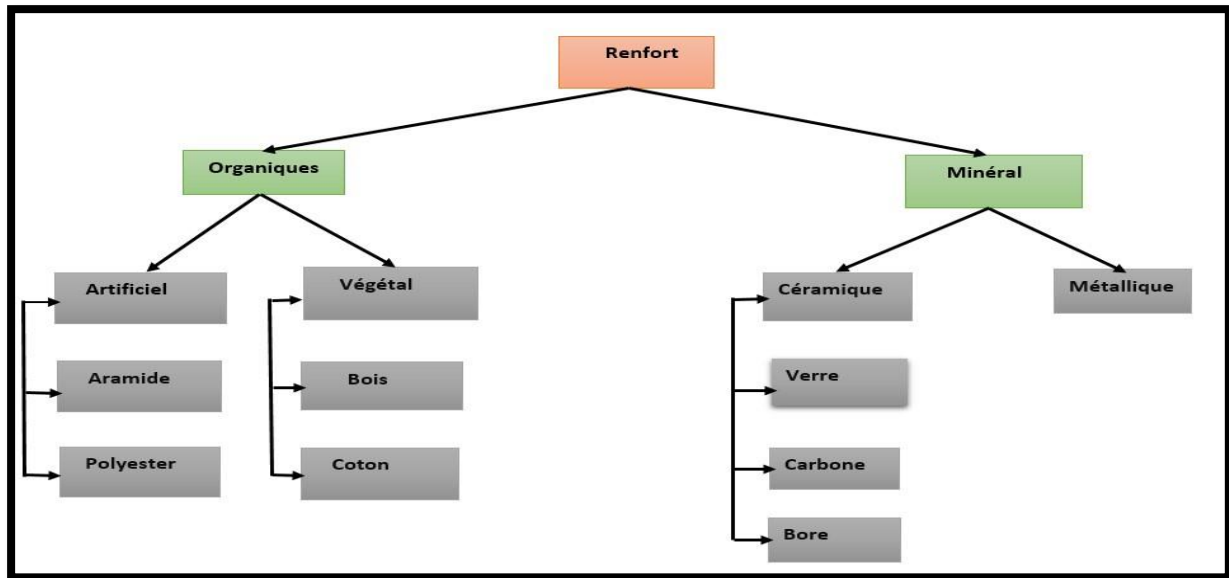 Renfort
Organiques
Minéral
Artificiel
Végétal
Céramique
Métallique
Aramide
Bois
Verre
Polyester
Coton
Carbone
Bore